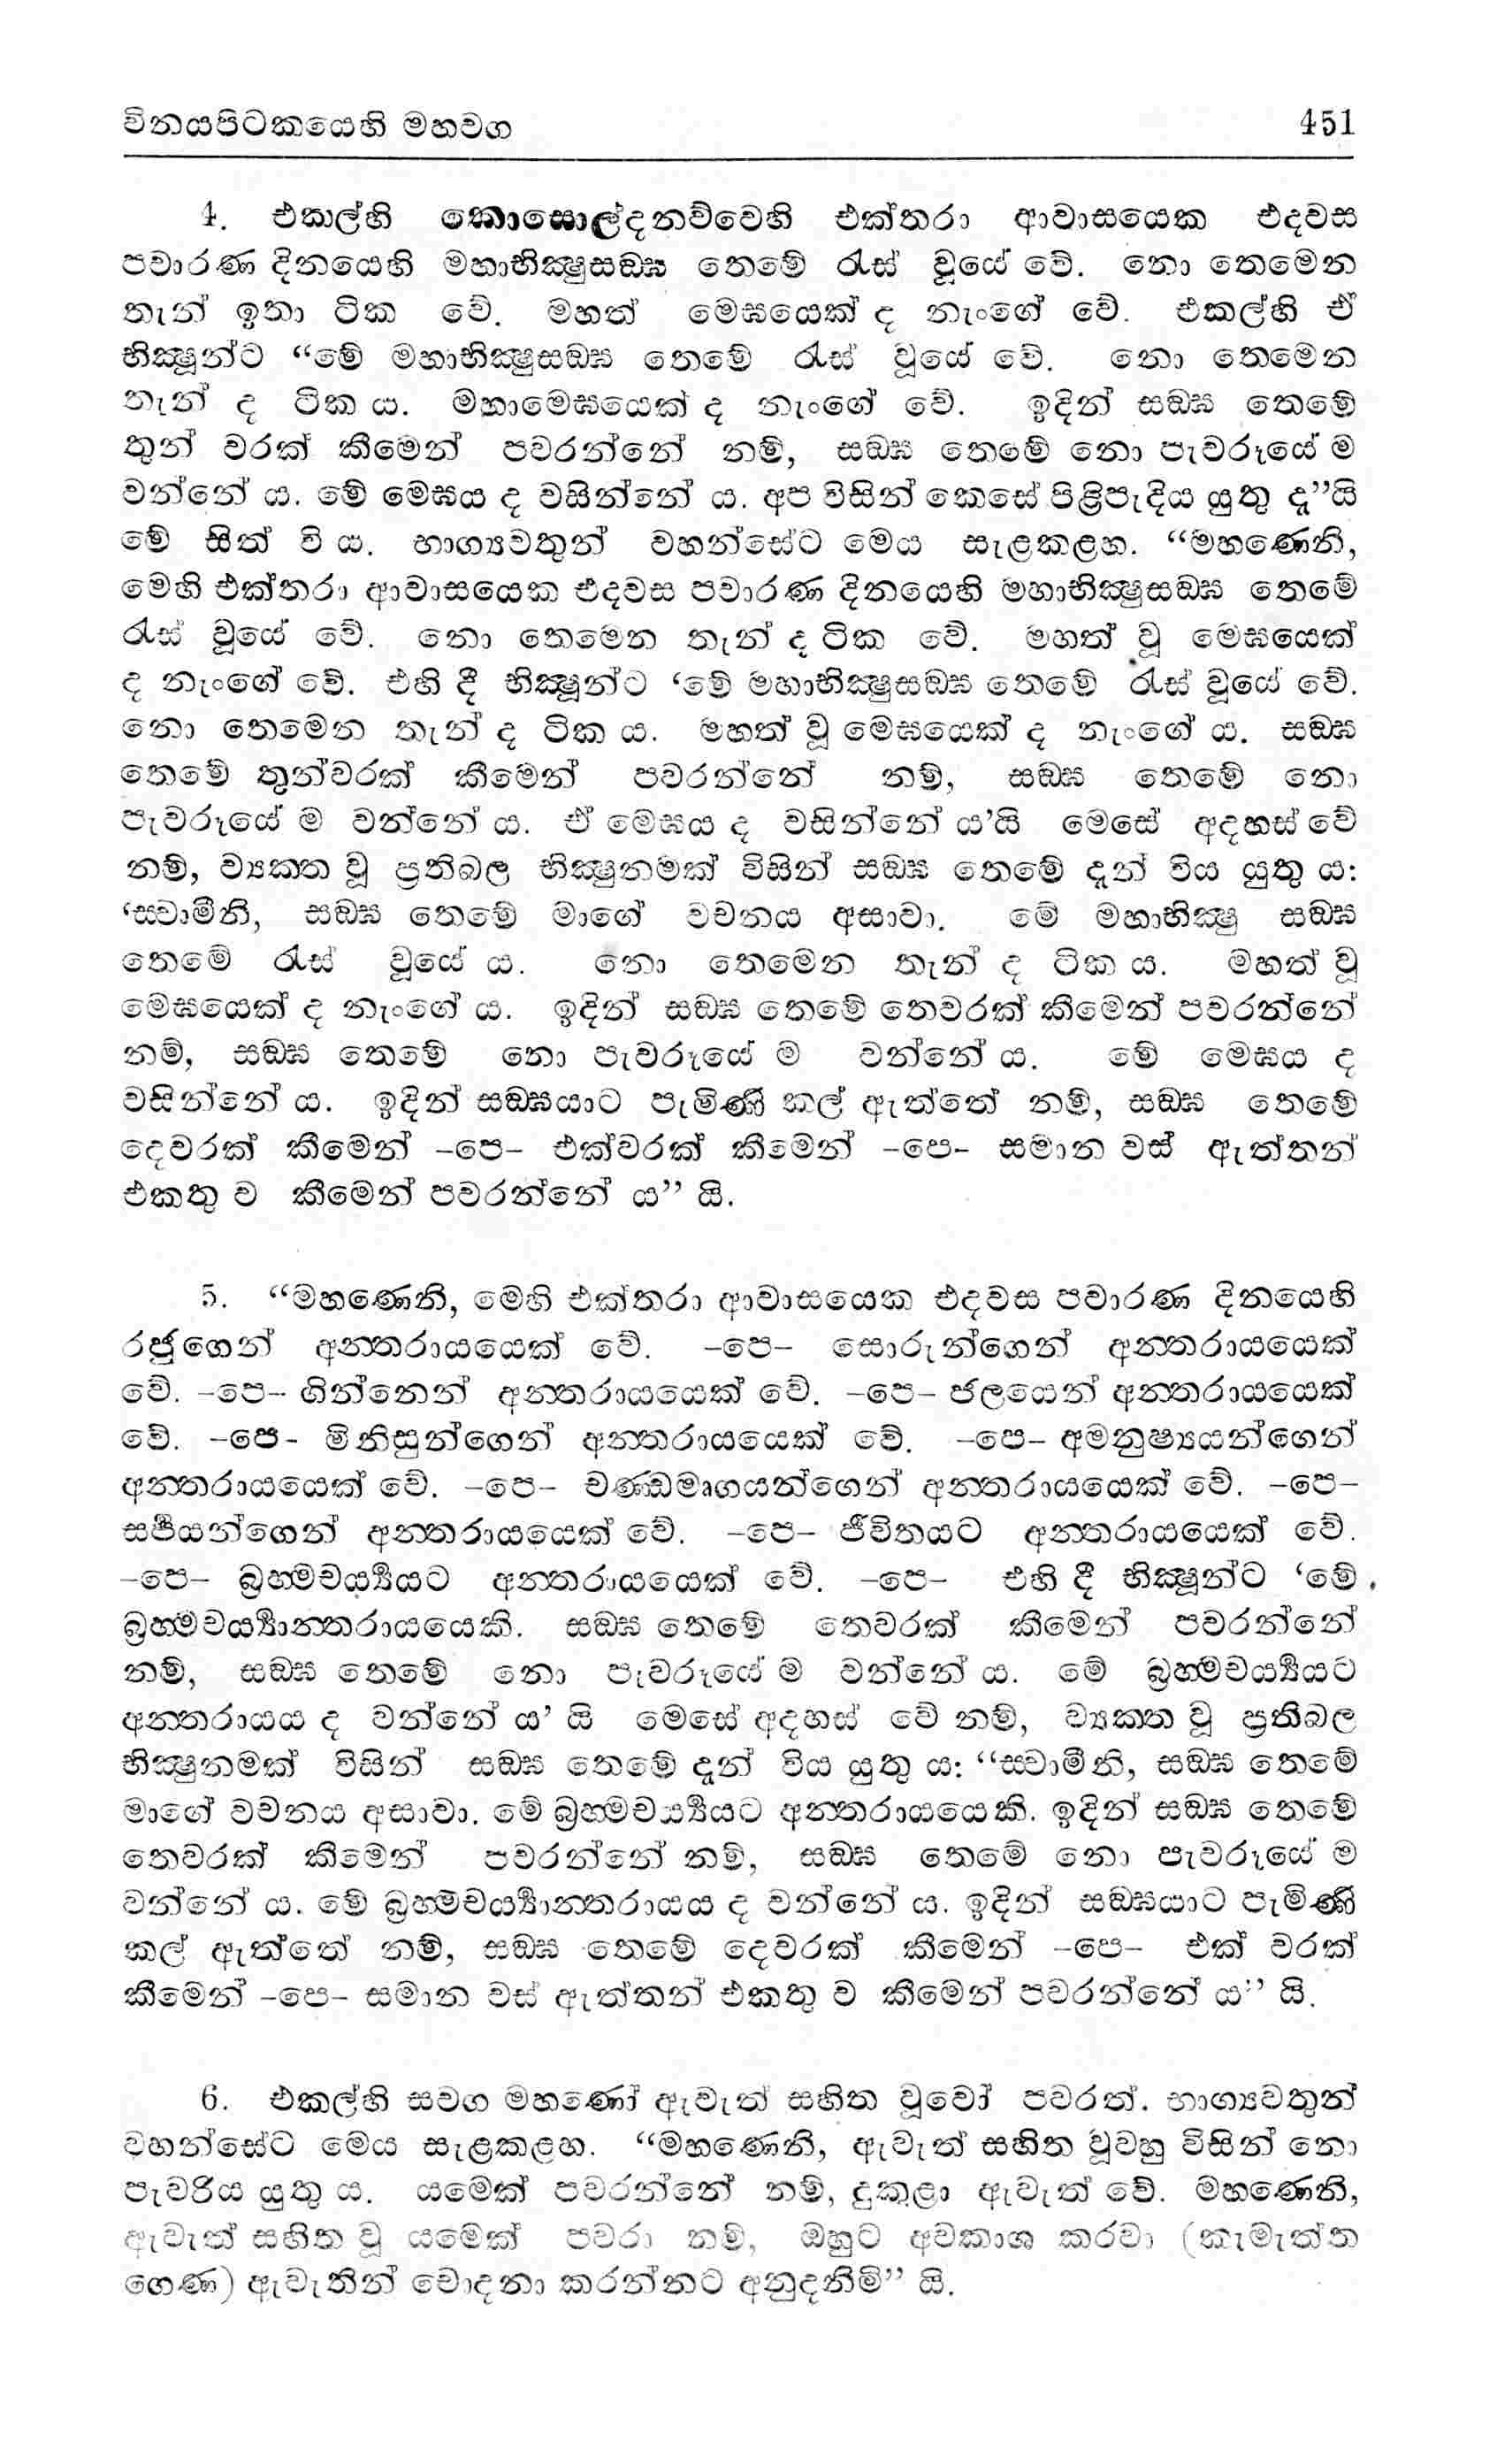 විනයපිටකයෙහි මහවග 451
4. එකල්හි කොසොල්දනව්වෙහි එක්තරා ආවාසයෙක එදවස
පවාරණ දිනයෙහි මහාභික්‍ෂුසඞ්ඝ තෙමේ රැස් වූයේ වේ. නො තෙමෙන
තැන් ඉතා ටික වේ. මහත් මෙඝයෙක් ද නැංගේ වේ. එකල්හි ඒ
භික්‍ෂූන්ට “මේ මහාභික්‍ෂුසඞ්ඝ තෙමේ රැස් වූයේ වේ. නො තෙමෙන
තැන් ද ටික ය. මහාමෙඝයෙක් ද නැංගේ වේ. ඉදින් සඞ්ඝ තෙමේ
තුන් වරක් කීමෙන් පවරන්නේ නම්, සඞ්ඝ තෙමේ නො පැවරූයේ ම
වන්නේ ය. මේ මෙඝය ද වසින්නේ ය. අප විසින් කෙසේ පිළිපැදිය යුතු දැ”යි
මේ සිත් වි ය. භාග්‍යවතුන් වහන්සේට මෙය සැළකළහ. “මහණෙනි,
මෙහි එක්තරා ආවාසයෙක එදවස පවාරණ දිනයෙහි මහාභික්‍ෂුසඞ්ඝ තෙමේ
රැස් වූයේ වේ. නො තෙමෙන තැන් ද ටික වේ. මහත් වූ මෙඝයෙක්
ද නැංගේ වේ. එහි දී භික්‍ෂූන්ට ‘මේ මහාභික්‍ෂුසඞ්ඝ තෙමේ රැස් වූයේ වේ.
නො තෙමෙන තැන් ද ටික ය. මහත් වූ මෙඝයෙක් ද නැංගේ ය. සඞ්ඝ
තෙමේ තුන්වරක් කීමෙන් පවරන්නේ නම්, සඞ්ඝ තෙමේ නො
පැවරූයේ ම වන්නේ ය. ඒ මෙඝය ද වසින්නේ ය’යි මෙසේ අදහස් වේ
නම්, ව්‍යක්ත වූ ප්‍රතිබල භික්‍ෂුනමක් විසින් සඞ්ඝ තෙමේ දැන් විය යුතු ය:
‘ස්වාමීනි, සඞ්ඝ තෙමේ මාගේ වචනය අසාවා. මේ මහාභික්‍ෂු සඞ්ඝ
තෙමේ රැස් වූයේ ය. නො තෙමෙන තැන් ද ටික ය. මහත් වූ
මෙඝයෙක් ද නැංගේ ය. ඉදින් සඞ්ඝ තෙමේ තෙවරක් කීමෙන් පවරන්නේ
නම්, සඞ්ඝ තෙමේ නො පැවරූයේ ම වන්නේ ය. මේ මෙඝය ද
වසින්නේ ය. ඉදින් සඞ්ඝයාට පැමිණි කල් ඇත්තේ නම්, සඞ්ඝ තෙමේ
දෙවරක් කීමෙන් –පෙ– එක්වරක් කීමෙන් –පෙ– සමාන වස් ඇත්තන්
එකතු ව කීමෙන් පවරන්නේ ය” යි.
5. “මහණෙනි, මෙහි එක්තරා ආවාසයෙක එදවස පවාරණ දිනයෙහි
රජුගෙන් අන්තරායයෙක් වේ. –පෙ– සොරුන්ගෙන් අන්තරායයෙක්
වේ. –පෙ– ගින්නෙන් අන්තරායයෙක් වේ. –පෙ– ජලයෙන් අන්තරායයෙක්
වේ. –පෙ– මිනිසුන්ගෙන් අන්තරායයෙක් වේ. –පෙ– අමනුෂ්‍යයන්ගෙන්
අන්තරායයෙක් වේ. –පෙ– චණ්ඩමෘගයන්ගෙන් අන්තරායයෙක් වේ. –පෙ–
සර්‍පයන්ගෙන් අන්තරායයෙක් වේ. –පෙ– ජීවිතයට අන්තරායයෙක් වේ.
–පෙ– බ්‍රහ්මචර්‍ය්‍යයට අන්තරායයෙක් වේ. –පෙ– එහි දී භික්‍ෂූන්ට ‘මේ
බ්‍රහ්මචර්‍ය්‍යාන්තරායයෙකි. සඞ්ඝ තෙමේ තෙවරක් කීමෙන් පවරන්නේ
නම්, සඞ්ඝ තෙමේ නො පැවරූයේ ම වන්නේ ය. මේ බ්‍රහ්මචර්‍ය්‍යයට
අන්තරායය ද වන්නේ ය’ යි මෙසේ අදහස් වේ නම්, ව්‍යක්ත වූ ප්‍රතිබල
භික්‍ෂුනමක් විසින් සඞ්ඝ තෙමේ දැන් විය යුතු ය: “ස්වාමීනි, සඞ්ඝ තෙමේ
මාගේ වචනය අසාවා. මේ බ්‍රහ්මචර්‍ය්‍යයට අන්තරායයෙකි. ඉදින් සඞ්ඝ තෙමේ
තෙවරක් කීමෙන් පවරන්නේ නම්, සඞ්ඝ තෙමේ නො පැවරූයේ ම
වන්නේ ය. මේ බ්‍රහ්මචර්‍ය්‍යාන්තරායය ද වන්නේ ය. ඉදින් සඞ්ඝයාට පැමිණි
කල් ඇත්තේ නම්, සඞ්ඝ තෙමේ දෙවරක් කීමෙන් –පෙ– එක් වරක්
කීමෙන් –පෙ– සමාන වස් ඇත්තන් එකතු ව කීමෙන් පවරන්නේ ය” යි.
6. එකල්හි සවග මහණෝ ඇවැත් සහිත වූවෝ පවරත්. භාග්‍යවතුන්
වහන්සේට මෙය සැළකළහ. “මහණෙනි, ඇවැත් සහිත වූවහු විසින් නො
පැවරිය යුතු ය. යමෙක් පවරන්නේ නම්, දුකුළා ඇවැත් වේ. මහණෙනි,
ඇවැත් සහිත වූ යමෙක් පවරා නම්, ඔහුට අවකාශ කරවා (කැමැත්ත
ගෙණ) ඇවැතින් චොදනා කරන්නට අනුදනිමි” යි.